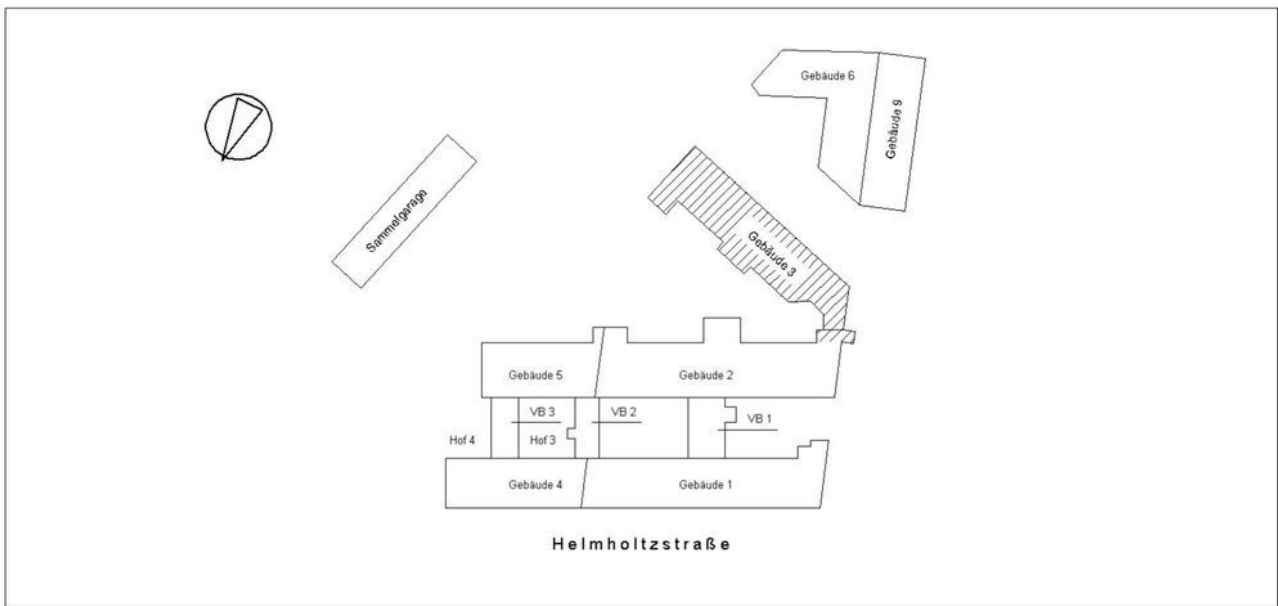 Gebäude 6
Gebäude 9
Sammelgarage
Gebäude 3
Gebäude 5
Gebäude 2
VB 3
VB 2
VB 1
Hof 4
Hof 3
Gebäude 4
Gebäude 1
Helmholtzstraße